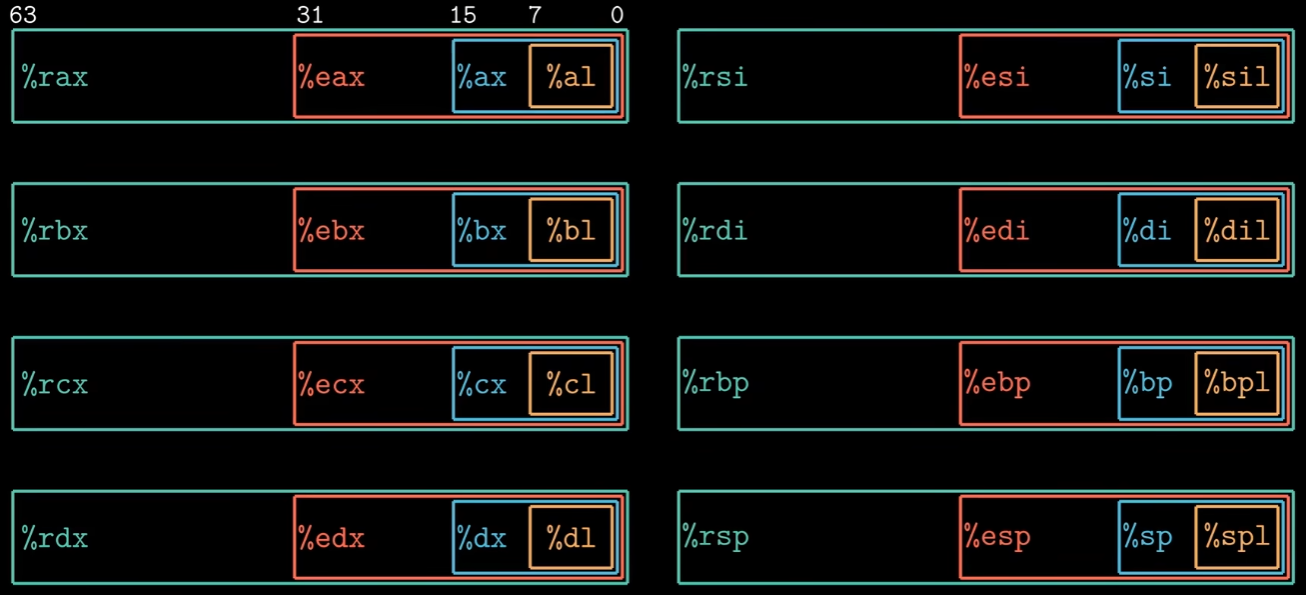 63 31 15 7 0
%rax %eax %ax %al %rsi %esi %si %sil
%rbx %ebx %bx %bl %rdi %edi %di %dil
%rcx %ecx %cx %cl %rbp %ebp %bp %bpl
%rdx %edx %dx %dl %rsp %esp %sp %spl